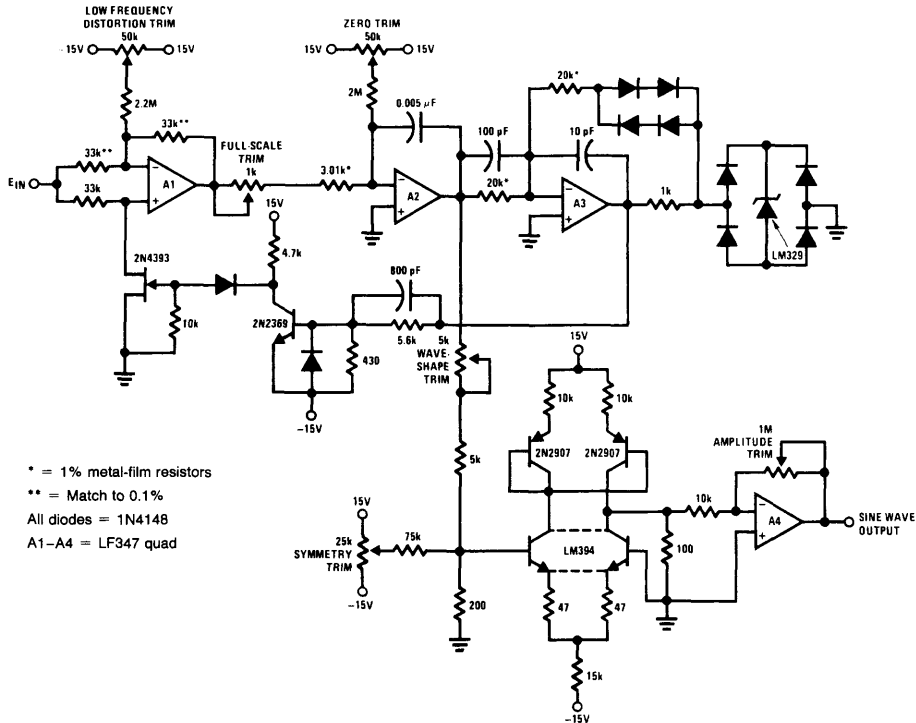 LOW FREQUENCY
DISTORTION TRIM
50k
-15V
15V
2.2M
33k**
33k**
33k
EIN
A1
FULL-SCALE
TRIM
1k
ZERO TRIM
50k
-15V
15V
2M
0.005 μF
3.01k*
A2
100 pF
20k*
20k*
10 pF
A3
1k
LM329
15V
4.7k
2N4393
10k
2N2369
800 pF
5.6k
430
-15V
5k
WAVE-
SHAPE
TRIM
5k
15V
10k
10k
2N2907
2N2907
1M
AMPLITUDE
TRIM
10k
A4
SINE WAVE
OUTPUT
100
LM394
47
47
15k
-15V
15V
25k
SYMMETRY
TRIM
-15V
75k
200
* = 1% metal-film resistors
** = Match to 0.1%
All diodes = 1N4148
A1–A4 = LF347 quad